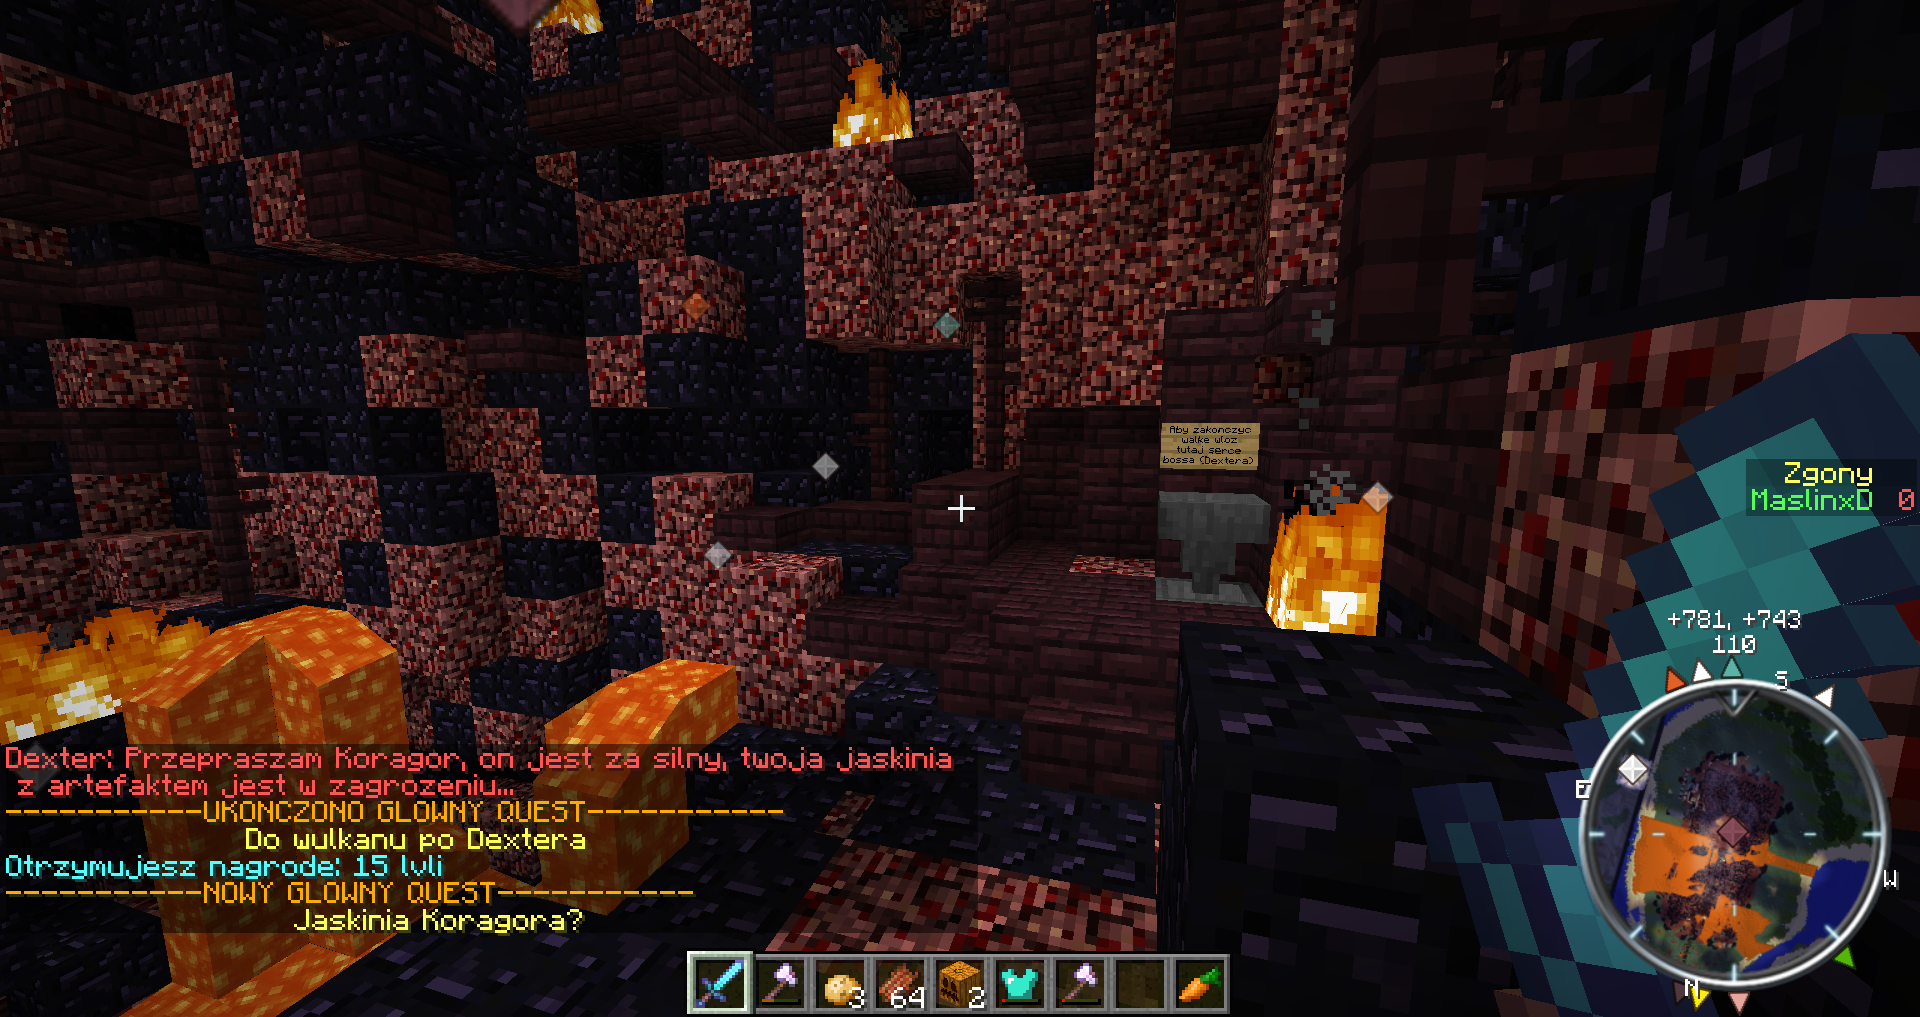 Aby zakonczyc
walke wloz
tutaj serce
bossa (Dextera)
Zgony
MaslinxD 0
+781, +743
110
S
E
W
N
Dexter: Przepraszam Koragor, on jest za silny, twoja jaskinia
z artefaktem jest w zagrozeniu...
-----------UKONCZONO GLOWNY QUEST-----------
Do wulkanu po Dextera
Otrzymujesz nagrode: 15 lvli
-----------NOWY GLOWNY QUEST-----------
Jaskinia Koragora?
3
64
2